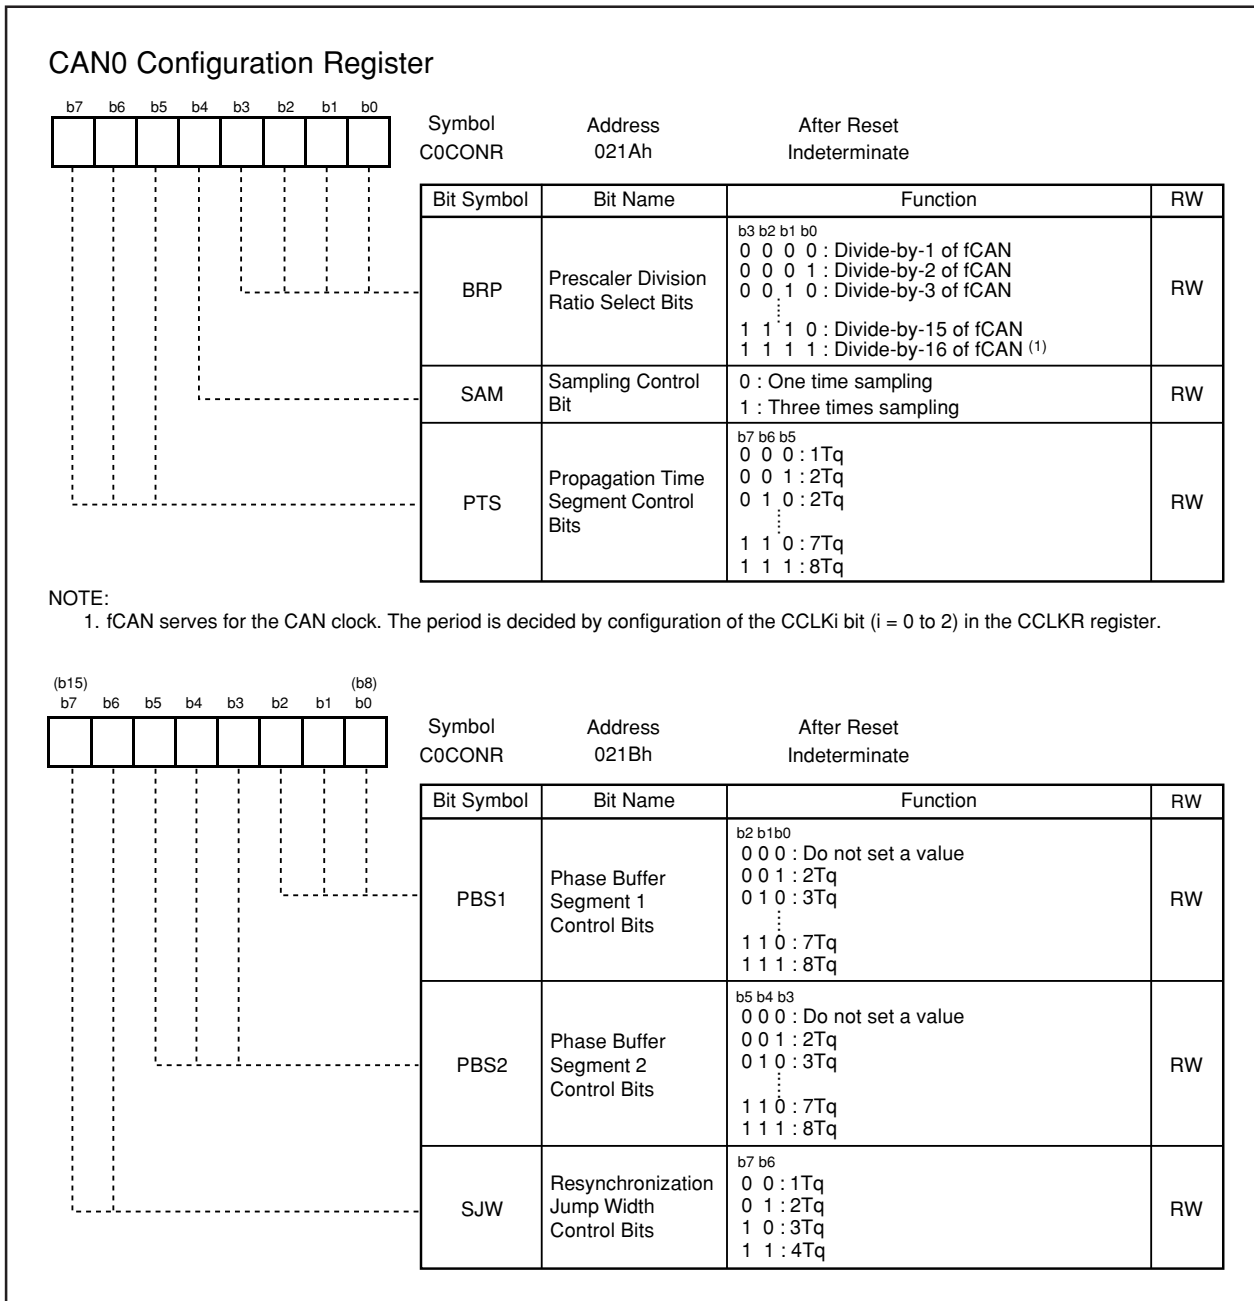 CAN0 Configuration Register
b7 b6 b5 b4 b3 b2 b1 b0
Symbol Address After Reset
C0CONR 021Ah Indeterminate
Bit Symbol Bit Name Function RW
BRP
Prescaler Division
Ratio Select Bits
b3 b2 b1 b0
0 0 0 0 : Divide-by-1 of fCAN
0 0 0 1 : Divide-by-2 of fCAN
0 0 1 0 : Divide-by-3 of fCAN
1 1 1 0 : Divide-by-15 of fCAN
1 1 1 1 : Divide-by-16 of fCAN (1)
RW
SAM
Sampling Control
Bit
0 : One time sampling
1 : Three times sampling
RW
PTS
Propagation Time
Segment Control
Bits
b7 b6 b5
0 0 0 : 1Tq
0 0 1 : 2Tq
0 1 0 : 2Tq
1 1 0 : 7Tq
1 1 1 : 8Tq
RW
NOTE:
1. fCAN serves for the CAN clock. The period is decided by configuration of the CCLKi bit (i = 0 to 2) in the CCLKR register.
(b15) (b8)
b7 b6 b5 b4 b3 b2 b1 b0
Symbol Address After Reset
C0CONR 021Bh Indeterminate
Bit Symbol Bit Name Function RW
PBS1
Phase Buffer
Segment 1
Control Bits
b2 b1b0
0 0 0 : Do not set a value
0 0 1 : 2Tq
0 1 0 : 3Tq
1 1 0 : 7Tq
1 1 1 : 8Tq
RW
PBS2
Phase Buffer
Segment 2
Control Bits
b5 b4 b3
0 0 0 : Do not set a value
0 0 1 : 2Tq
0 1 0 : 3Tq
1 1 0 : 7Tq
1 1 1 : 8Tq
RW
SJW
Resynchronization
Jump Width
Control Bits
b7 b6
0 0 : 1Tq
0 1 : 2Tq
1 0 : 3Tq
1 1 : 4Tq
RW